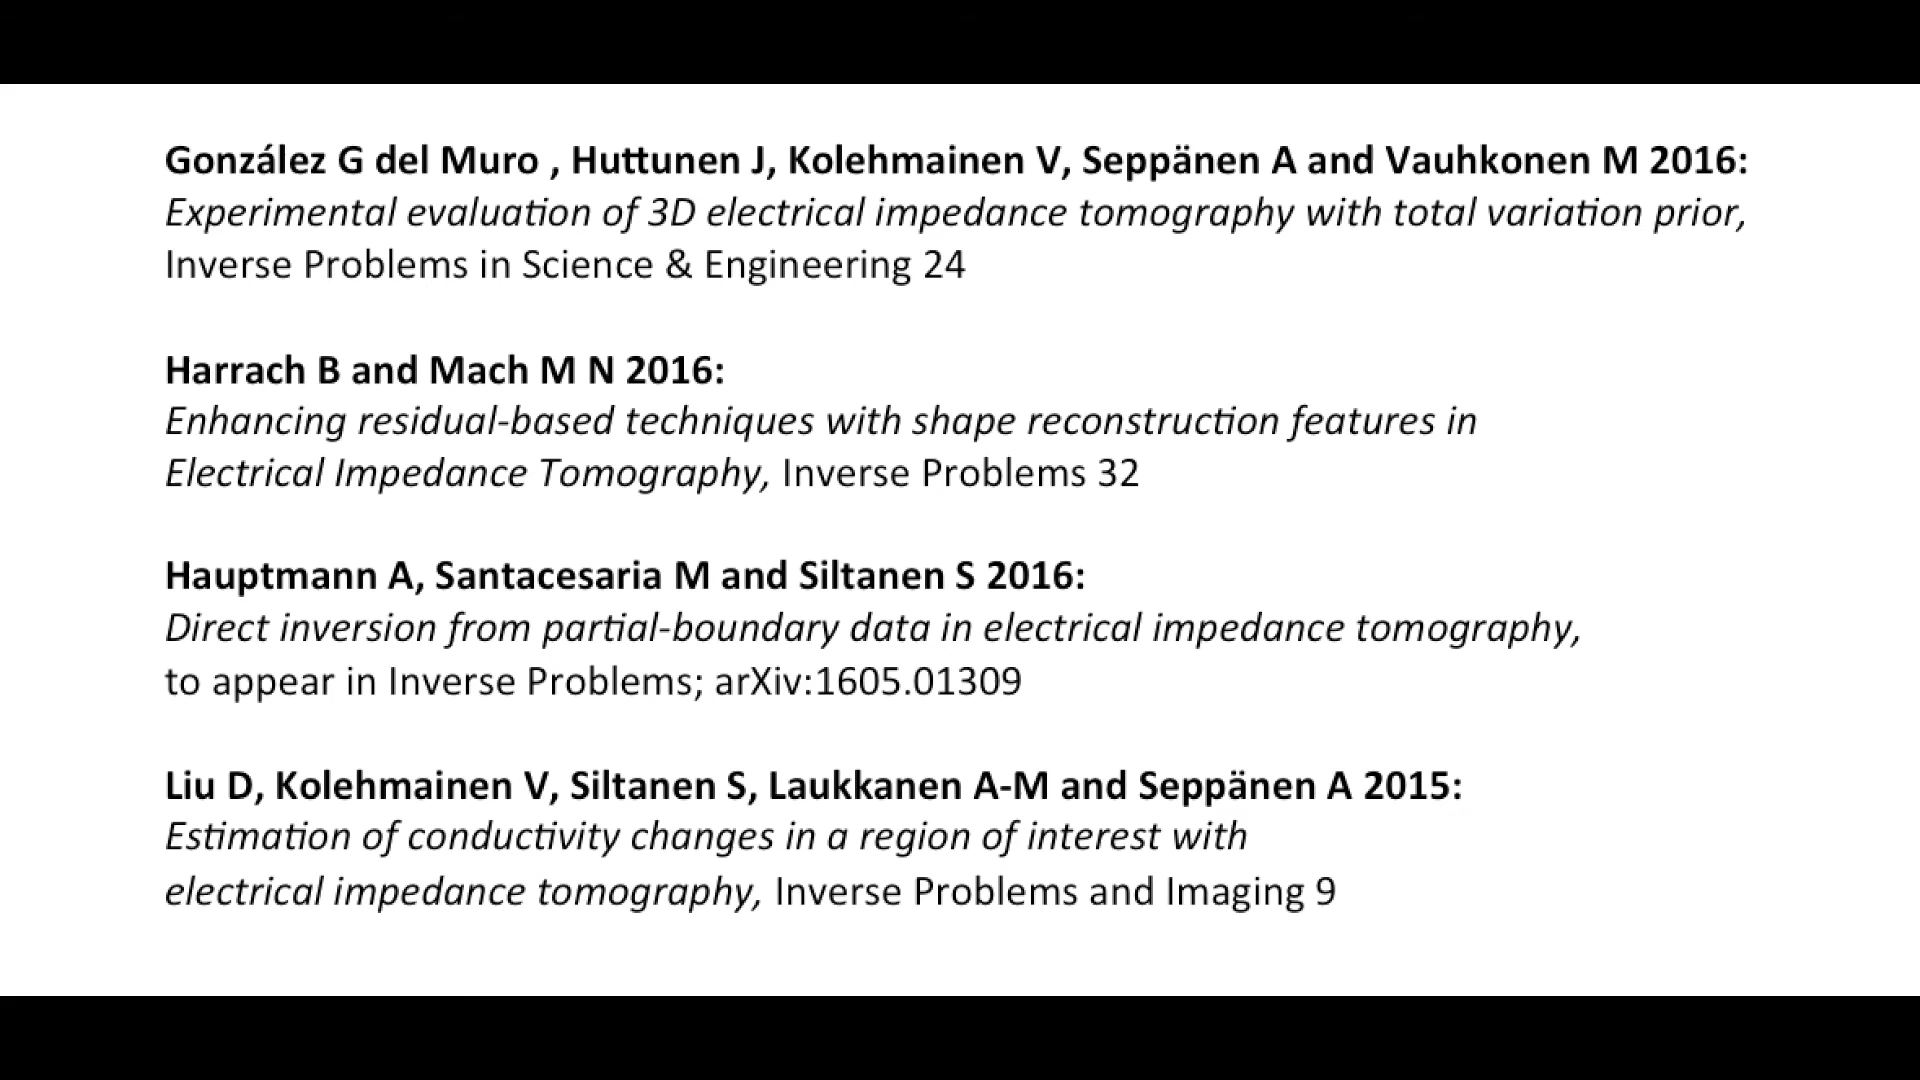 González G del Muro , Huttunen J, Kolehmainen V, Seppänen A and Vauhkonen M 2016:
Experimental evaluation of 3D electrical impedance tomography with total variation prior,
Inverse Problems in Science & Engineering 24
Harrach B and Mach M N 2016:
Enhancing residual-based techniques with shape reconstruction features in
Electrical Impedance Tomography, Inverse Problems 32
Hauptmann A, Santacesaria M and Siltanen S 2016:
Direct inversion from partial-boundary data in electrical impedance tomography,
to appear in Inverse Problems; arXiv:1605.01309
Liu D, Kolehmainen V, Siltanen S, Laukkanen A-M and Seppänen A 2015:
Estimation of conductivity changes in a region of interest with
electrical impedance tomography, Inverse Problems and Imaging 9